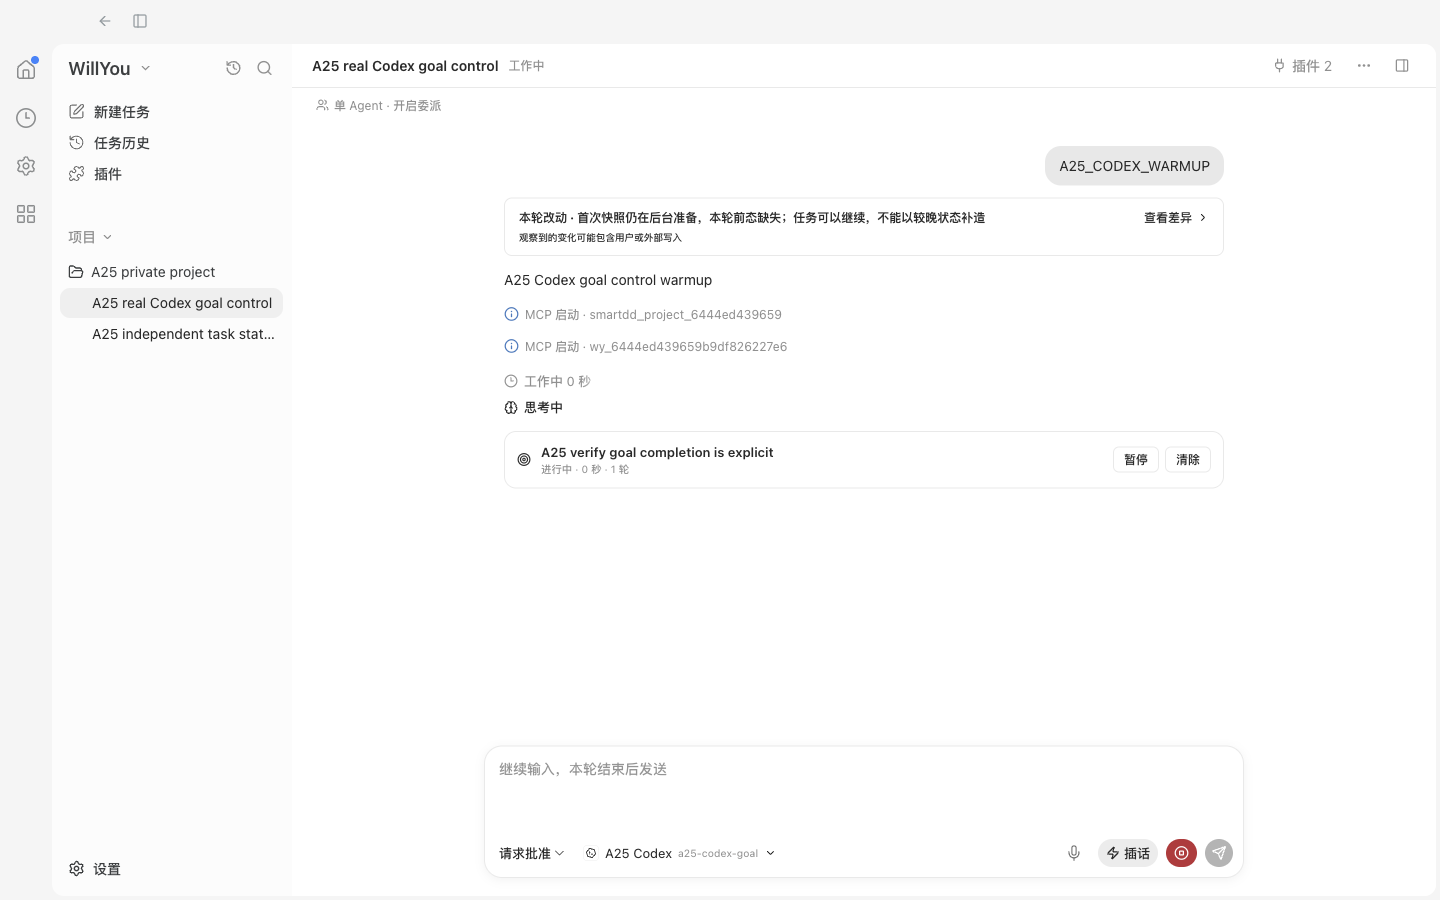 WillYou
新建任务
任务历史
插件
项目
A25 private project
A25 real Codex goal control
A25 independent task stat...
设置
A25 real Codex goal control 工作中
插件 2
单 Agent · 开启委派
A25_CODEX_WARMUP
本轮改动 · 首次快照仍在后台准备，本轮前态缺失；任务可以继续，不能以较晚状态补造
查看差异
观察到的变化可能包含用户或外部写入
A25 Codex goal control warmup
MCP 启动 · smartdd_project_6444ed439659
MCP 启动 · wy_6444ed439659b9df826227e6
工作中 0 秒
思考中
A25 verify goal completion is explicit
进行中 · 0 秒 · 1 轮
暂停 清除
继续输入，本轮结束后发送
请求批准 A25 Codex a25-codex-goal 插话